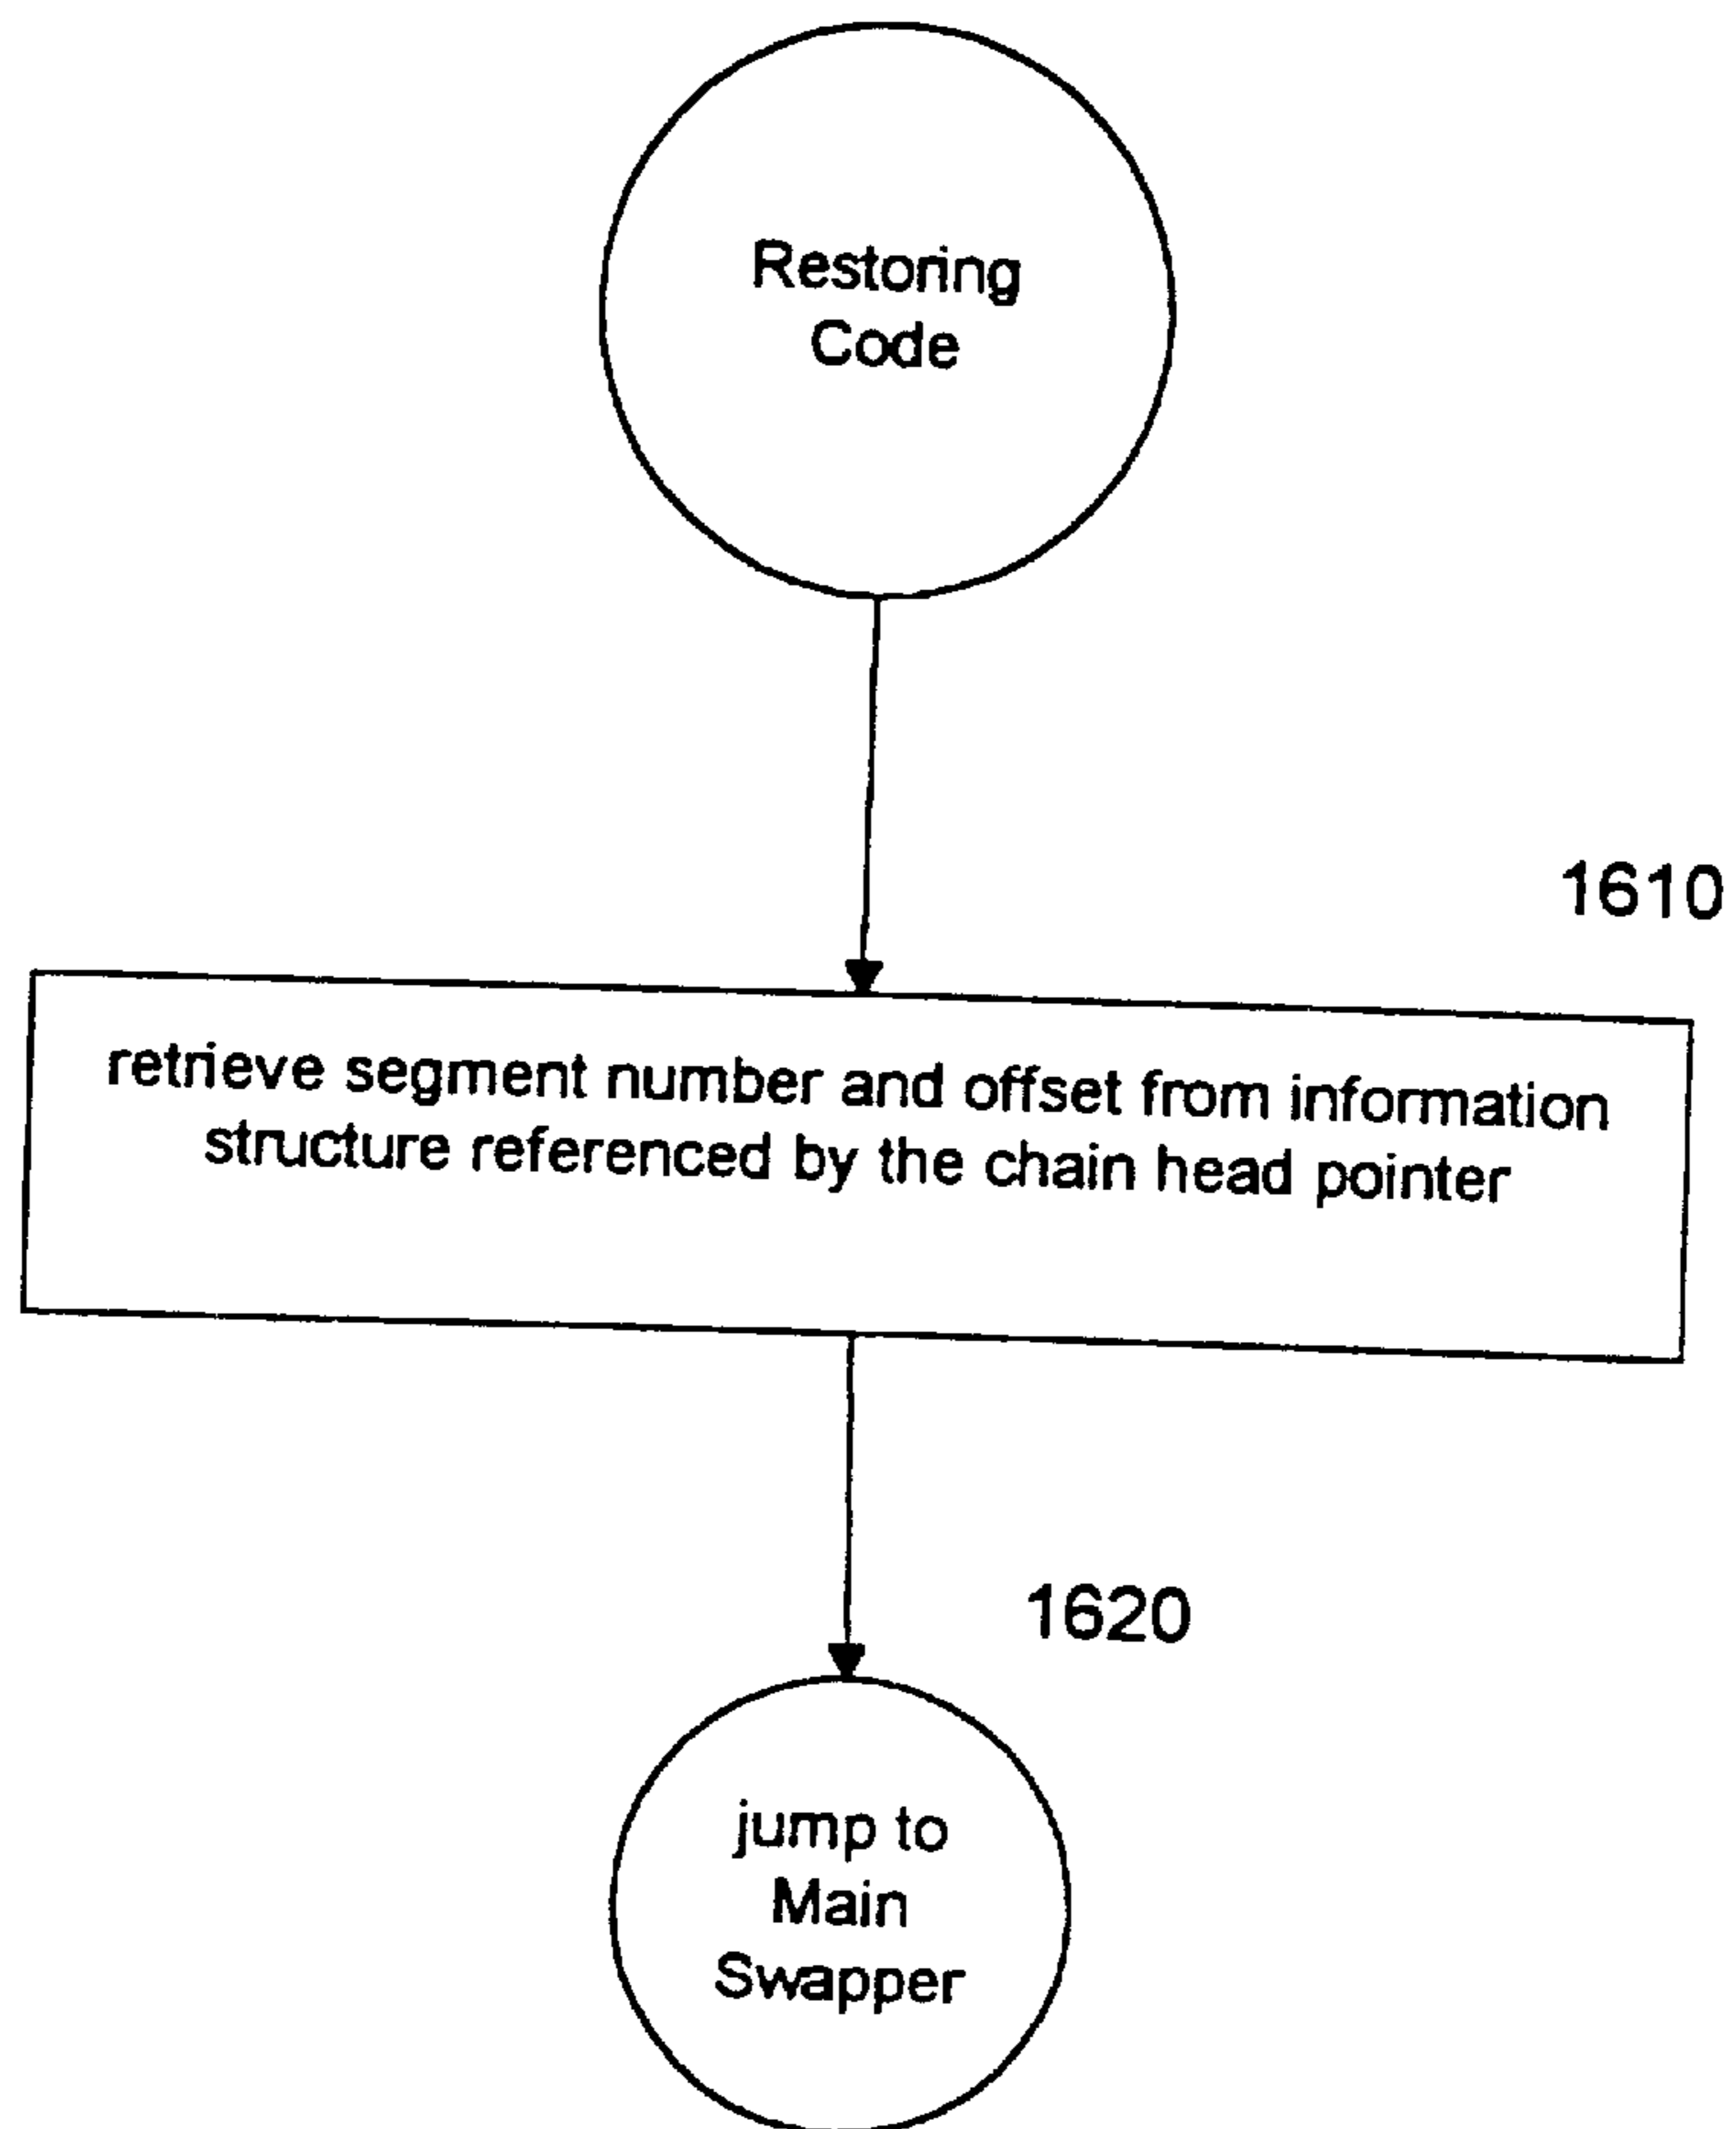 Restoring
Code
1610
retrieve segment number and offset from information
structure referenced by the chain head pointer
1620
jump to
Main
Swapper